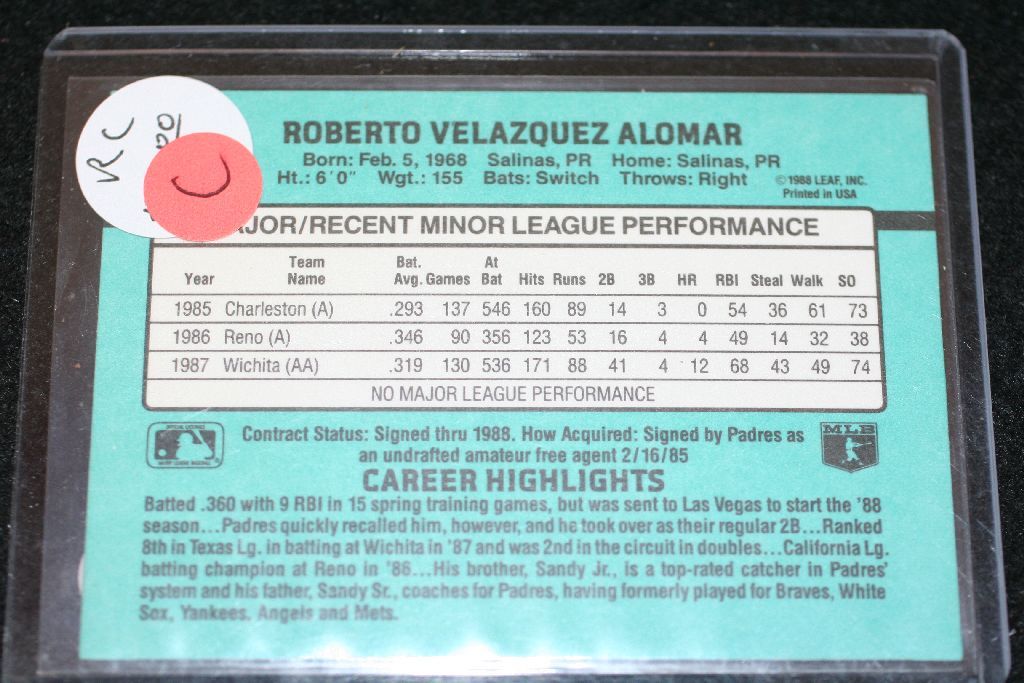 RC
C
ROBERTO VELAZQUEZ ALOMAR
Born: Feb. 5, 1968 Salinas, PR Home: Salinas, PR
Ht.: 6'0" Wgt.: 155 Bats: Switch Throws: Right
©1988 LEAF, INC.
Printed in USA
JOR/RECENT MINOR LEAGUE PERFORMANCE
Year Team Name Bat. Avg. Games At Bat Hits Runs 2B 3B HR RBI Steal Walk SO
1985 Charleston (A) .293 137 546 160 89 14 3 0 54 36 61 73
1986 Reno (A) .346 90 356 123 53 16 4 4 49 14 32 38
1987 Wichita (AA) .319 130 536 171 88 41 4 12 68 43 49 74
NO MAJOR LEAGUE PERFORMANCE
MLB
Contract Status: Signed thru 1988. How Acquired: Signed by Padres as
an undrafted amateur free agent 2/16/85
CAREER HIGHLIGHTS
Batted .360 with 9 RBI in 15 spring training games, but was sent to Las Vegas to start the '88
season...Padres quickly recalled him, however, and he took over as their regular 2B...Ranked
8th in Texas Lg. in batting at Wichita in '87 and was 2nd in the circuit in doubles...California Lg.
batting champion at Reno in '86...His brother, Sandy Jr., is a top-rated catcher in Padres'
system and his father, Sandy Sr., coaches for Padres, having formerly played for Braves, White
Sox, Yankees, Angels and Mets.